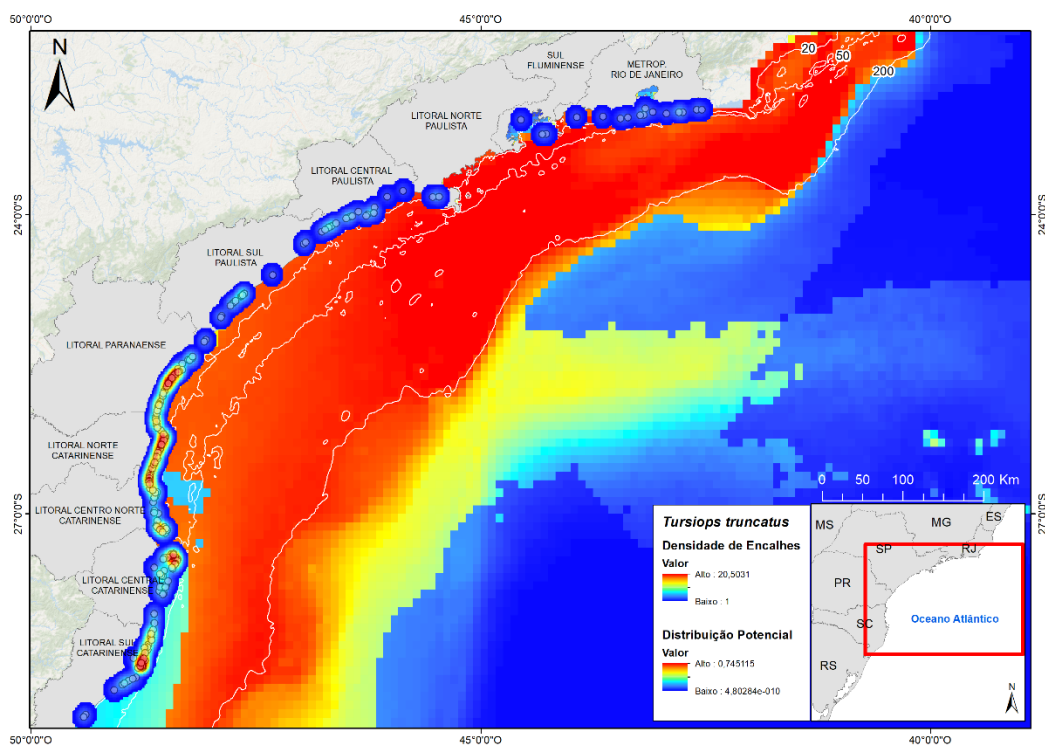 50°0'0"O
45°0'0"O
40°0'0"O
N
SUL
FLUMINENSE
METROP.
RIO DE JANEIRO
20
50
200
LITORAL NORTE
PAULISTA
LITORAL CENTRAL
PAULISTA
24°0'0"S
24°0'0"S
LITORAL SUL
PAULISTA
LITORAL PARANAENSE
LITORAL NORTE
CATARINENSE
LITORAL CENTRO NORTE
CATARINENSE
27°0'0"S
27°0'0"S
LITORAL CENTRAL
CATARINENSE
LITORAL SUL
CATARINENSE
0 50 100 200 Km
Tursiops truncatus
Densidade de Encalhes
Valor
Alto : 20,5031
Baixo : 1
Distribuição Potencial
Valor
Alto : 0,745115
Baixo : 4,80284e-010
MS
MG
ES
SP
RJ
PR
SC
Oceano Atlântico
RS
N
50°0'0"O
45°0'0"O
40°0'0"O